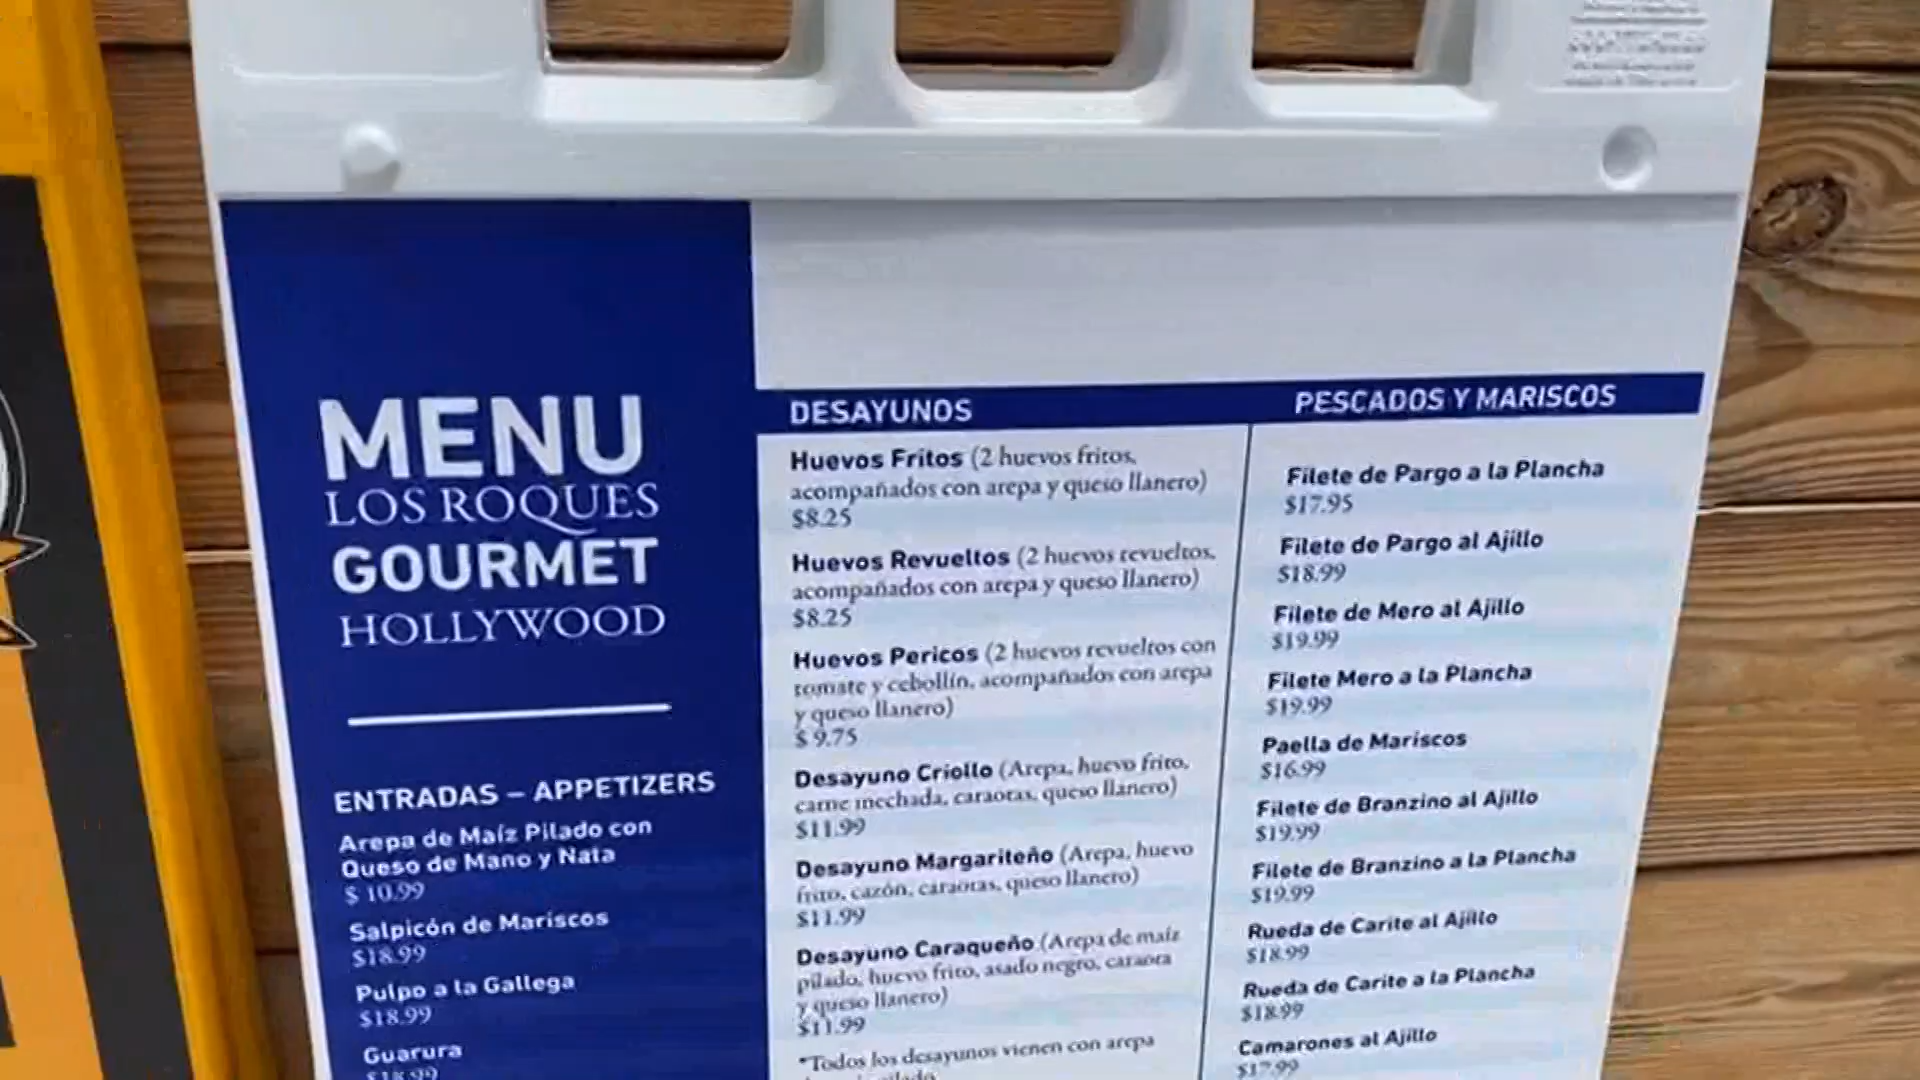 MENU
LOS ROQUES
GOURMET
HOLLYWOOD
ENTRADAS – APPETIZERS
Arepa de Maíz Pilado con
Queso de Mano y Nata
$ 10.99
Salpicón de Mariscos
$18.99
Pulpo a la Gallega
$18.99
Guarura
$18.99
DESAYUNOS
Huevos Fritos (2 huevos fritos,
acompañados con arepa y queso llanero)
$8.25
Huevos Revueltos (2 huevos revueltos,
acompañados con arepa y queso llanero)
$8.25
Huevos Pericos (2 huevos revueltos con
tomate y cebollín, acompañados con arepa
y queso llanero)
$ 9.75
Desayuno Criollo (Arepa, huevo frito,
carne mechada, caraotas, queso llanero)
$11.99
Desayuno Margariteño (Arepa, huevo
frito, cazón, caraotas, queso llanero)
$11.99
Desayuno Caraqueño (Arepa de maíz
pilado, huevo frito, asado negro, caraota
y queso llanero)
$11.99
*Todos los desayunos vienen con arepa
PESCADOS Y MARISCOS
Filete de Pargo a la Plancha
$17.95
Filete de Pargo al Ajillo
$18.99
Filete de Mero al Ajillo
$19.99
Filete Mero a la Plancha
$19.99
Paella de Mariscos
$16.99
Filete de Branzino al Ajillo
$19.99
Filete de Branzino a la Plancha
$19.99
Rueda de Carite al Ajillo
$18.99
Rueda de Carite a la Plancha
$18.99
Camarones al Ajillo
$17.99